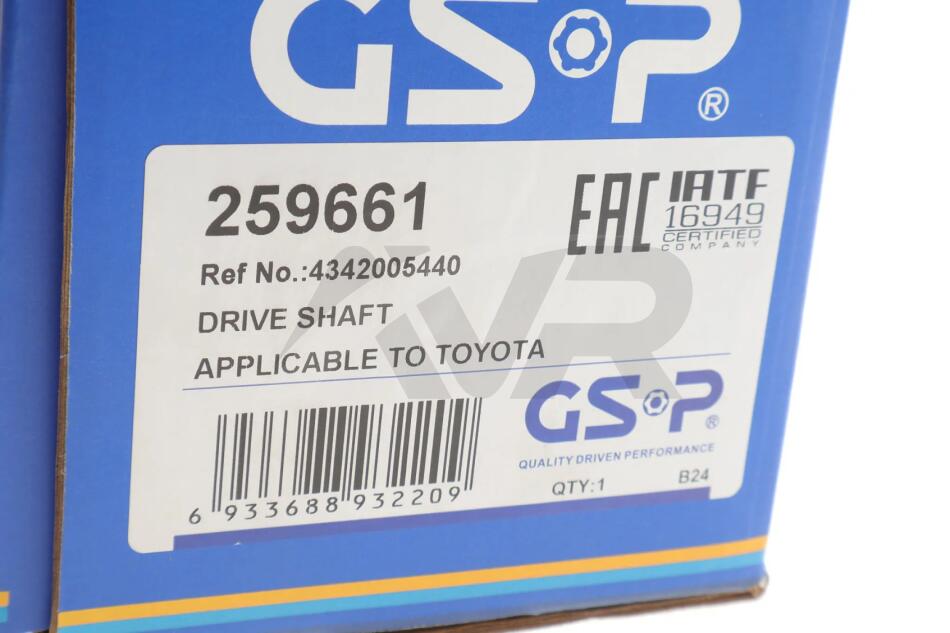 GSP®
259661
EAC
IATF
16949
CERTIFIED
COMPANY
Ref No.:4342005440
DRIVE SHAFT
APPLICABLE TO TOYOTA
VR
GSP®
QUALITY DRIVEN PERFORMANCE
QTY:1
B24
6 933688 932209